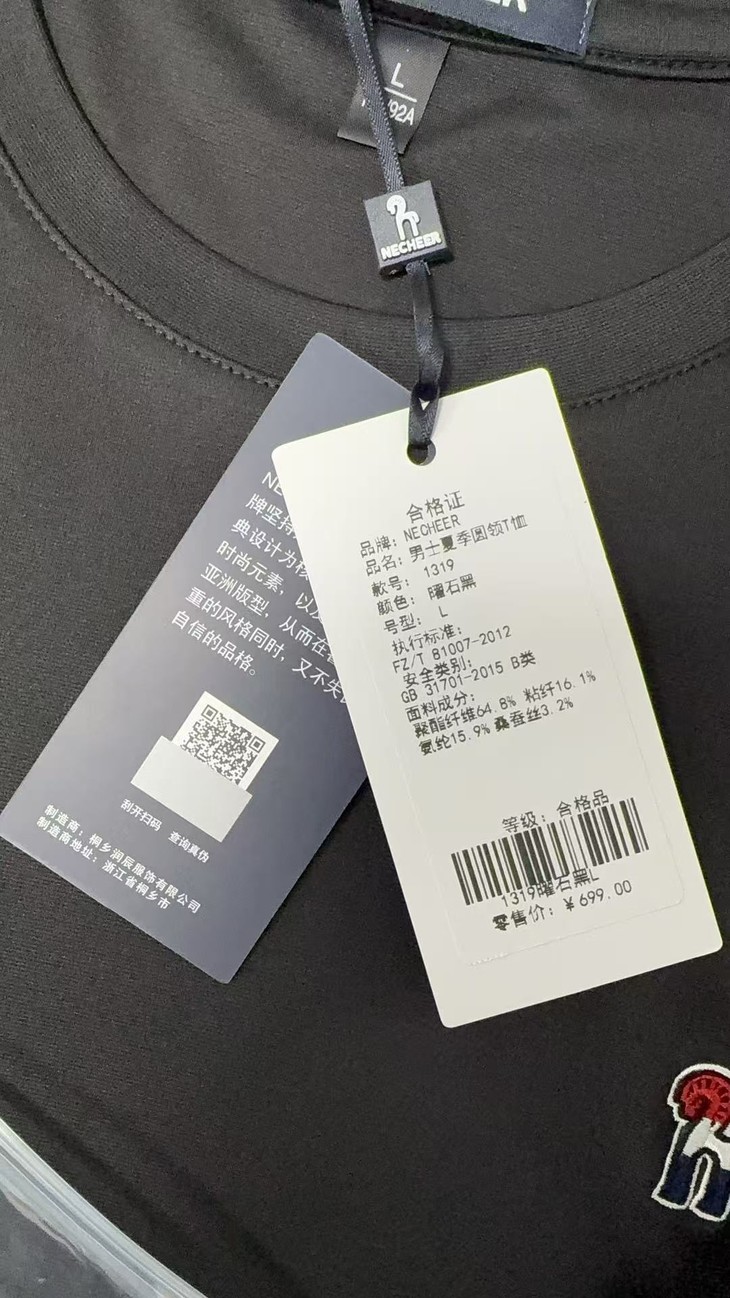 L
92A
NECHEER
牌坚持
典设计为核
时尚元素，以及
亚洲版型，从而在
重的风格同时，又不失
自信的品格。
刮开扫码 查询真伪
制造商：桐乡润辰服饰有限公司
制造商地址：浙江省桐乡市
合格证
品牌：NECHEER
品名：男士夏季圆领T恤
款号：1319
颜色：曜石黑
号型：L
执行标准：
FZ/T 81007-2012
安全类别：
GB 31701-2015 B类
面料成分：
聚酯纤维64.8% 粘纤16.1%
氨纶15.9% 桑蚕丝3.2%
等级：合格品
1319曜石黑L
零售价：￥699.00